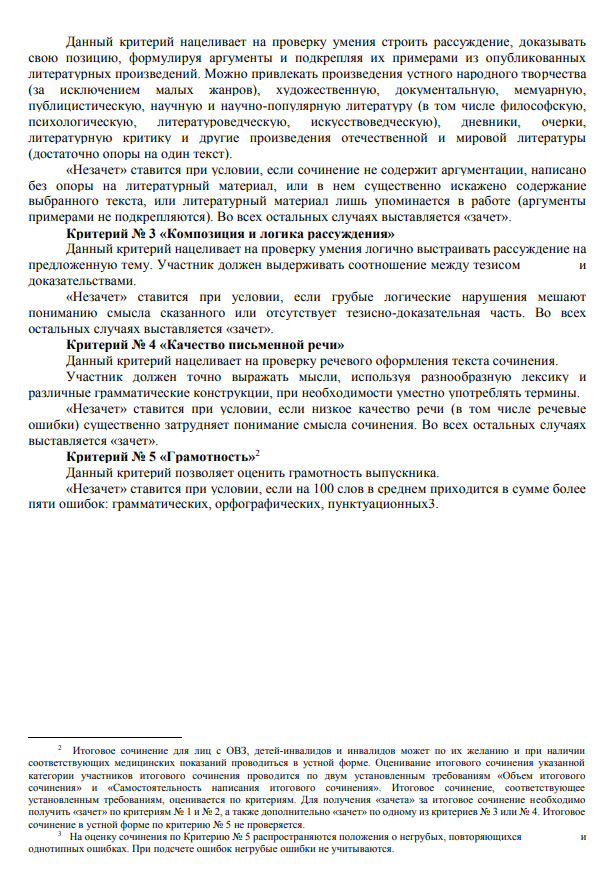 Данный критерий нацеливает на проверку умения строить рассуждение, доказывать
свою позицию, формулируя аргументы и подкрепляя их примерами из опубликованных
литературных произведений. Можно привлекать произведения устного народного творчества
(за исключением малых жанров), художественную, документальную, мемуарную,
публицистическую, научную и научно-популярную литературу (в том числе философскую,
психологическую, литературоведческую, искусствоведческую), дневники, очерки,
литературную критику и другие произведения отечественной и мировой литературы
(достаточно опоры на один текст).
«Незачет» ставится при условии, если сочинение не содержит аргументации, написано
без опоры на литературный материал, или в нем существенно искажено содержание
выбранного текста, или литературный материал лишь упоминается в работе (аргументы
примерами не подкрепляются). Во всех остальных случаях выставляется «зачет».
Критерий № 3 «Композиция и логика рассуждения»
Данный критерий нацеливает на проверку умения логично выстраивать рассуждение на
предложенную тему. Участник должен выдерживать соотношение между тезисом и
доказательствами.
«Незачет» ставится при условии, если грубые логические нарушения мешают
пониманию смысла сказанного или отсутствует тезисно-доказательная часть. Во всех
остальных случаях выставляется «зачет».
Критерий № 4 «Качество письменной речи»
Данный критерий нацеливает на проверку речевого оформления текста сочинения.
Участник должен точно выражать мысли, используя разнообразную лексику и
различные грамматические конструкции, при необходимости уместно употреблять термины.
«Незачет» ставится при условии, если низкое качество речи (в том числе речевые
ошибки) существенно затрудняет понимание смысла сочинения. Во всех остальных случаях
выставляется «зачет».
Критерий № 5 «Грамотность»2
Данный критерий позволяет оценить грамотность выпускника.
«Незачет» ставится при условии, если на 100 слов в среднем приходится в сумме более
пяти ошибок: грамматических, орфографических, пунктуационных3.
2 Итоговое сочинение для лиц с ОВЗ, детей-инвалидов и инвалидов может по их желанию и при наличии
соответствующих медицинских показаний проводиться в устной форме. Оценивание итогового сочинения указанной
категории участников итогового сочинения проводится по двум установленным требованиям «Объем итогового
сочинения» и «Самостоятельность написания итогового сочинения». Итоговое сочинение, соответствующее
установленным требованиям, оценивается по критериям. Для получения «зачета» за итоговое сочинение необходимо
получить «зачет» по критериям № 1 и № 2, а также дополнительно «зачет» по одному из критериев № 3 или № 4. Итоговое
сочинение в устной форме по критерию № 5 не проверяется.
3 На оценку сочинения по Критерию № 5 распространяются положения о негрубых, повторяющихся и
однотипных ошибках. При подсчете ошибок негрубые ошибки не учитываются.